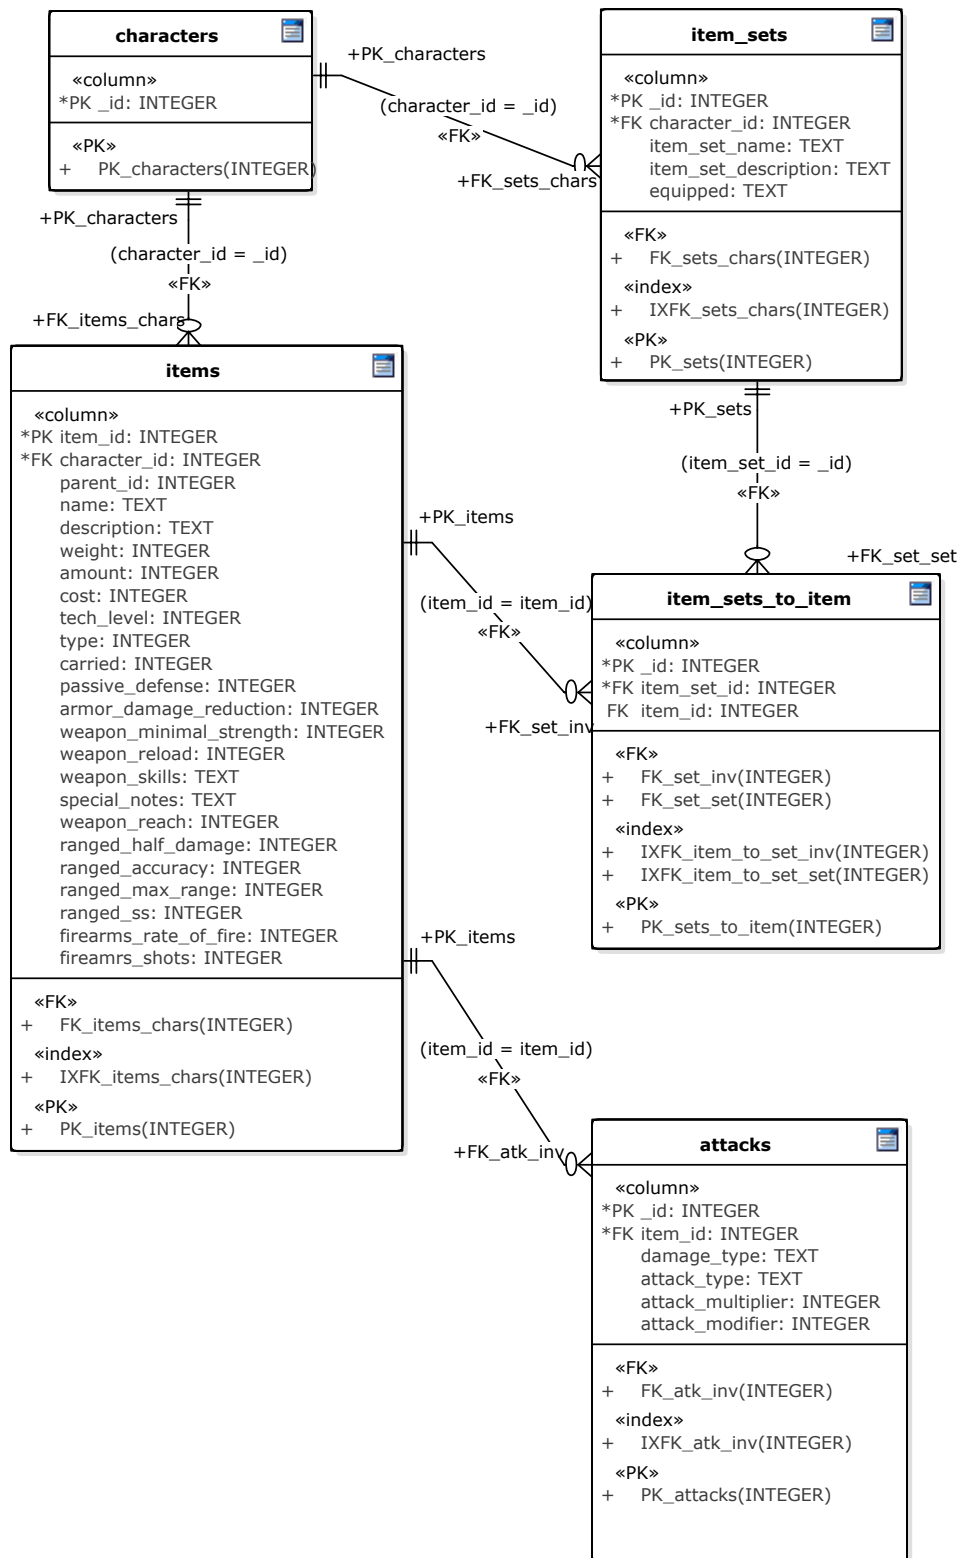 characters
«column»
*PK _id: INTEGER
«PK»
+ PK_characters(INTEGER)
+PK_characters
(character_id = _id)
«FK»
+FK_sets_chars
item_sets
«column»
*PK _id: INTEGER
*FK character_id: INTEGER
item_set_name: TEXT
item_set_description: TEXT
equipped: TEXT
«FK»
+ FK_sets_chars(INTEGER)
«index»
+ IXFK_sets_chars(INTEGER)
«PK»
+ PK_sets(INTEGER)
+PK_characters
(character_id = _id)
«FK»
+FK_items_chars
items
«column»
*PK item_id: INTEGER
*FK character_id: INTEGER
parent_id: INTEGER
name: TEXT
description: TEXT
weight: INTEGER
amount: INTEGER
cost: INTEGER
tech_level: INTEGER
type: INTEGER
carried: INTEGER
passive_defense: INTEGER
armor_damage_reduction: INTEGER
weapon_minimal_strength: INTEGER
weapon_reload: INTEGER
weapon_skills: TEXT
special_notes: TEXT
weapon_reach: INTEGER
ranged_half_damage: INTEGER
ranged_accuracy: INTEGER
ranged_max_range: INTEGER
ranged_ss: INTEGER
firearms_rate_of_fire: INTEGER
fireamrs_shots: INTEGER
«FK»
+ FK_items_chars(INTEGER)
«index»
+ IXFK_items_chars(INTEGER)
«PK»
+ PK_items(INTEGER)
+PK_sets
(item_set_id = _id)
«FK»
+FK_set_set
+PK_items
(item_id = item_id)
«FK»
+FK_set_inv
item_sets_to_item
«column»
*PK _id: INTEGER
*FK item_set_id: INTEGER
FK item_id: INTEGER
«FK»
+ FK_set_inv(INTEGER)
+ FK_set_set(INTEGER)
«index»
+ IXFK_item_to_set_inv(INTEGER)
+ IXFK_item_to_set_set(INTEGER)
«PK»
+ PK_sets_to_item(INTEGER)
+PK_items
(item_id = item_id)
«FK»
+FK_atk_inv
attacks
«column»
*PK _id: INTEGER
*FK item_id: INTEGER
damage_type: TEXT
attack_type: TEXT
attack_multiplier: INTEGER
attack_modifier: INTEGER
«FK»
+ FK_atk_inv(INTEGER)
«index»
+ IXFK_atk_inv(INTEGER)
«PK»
+ PK_attacks(INTEGER)